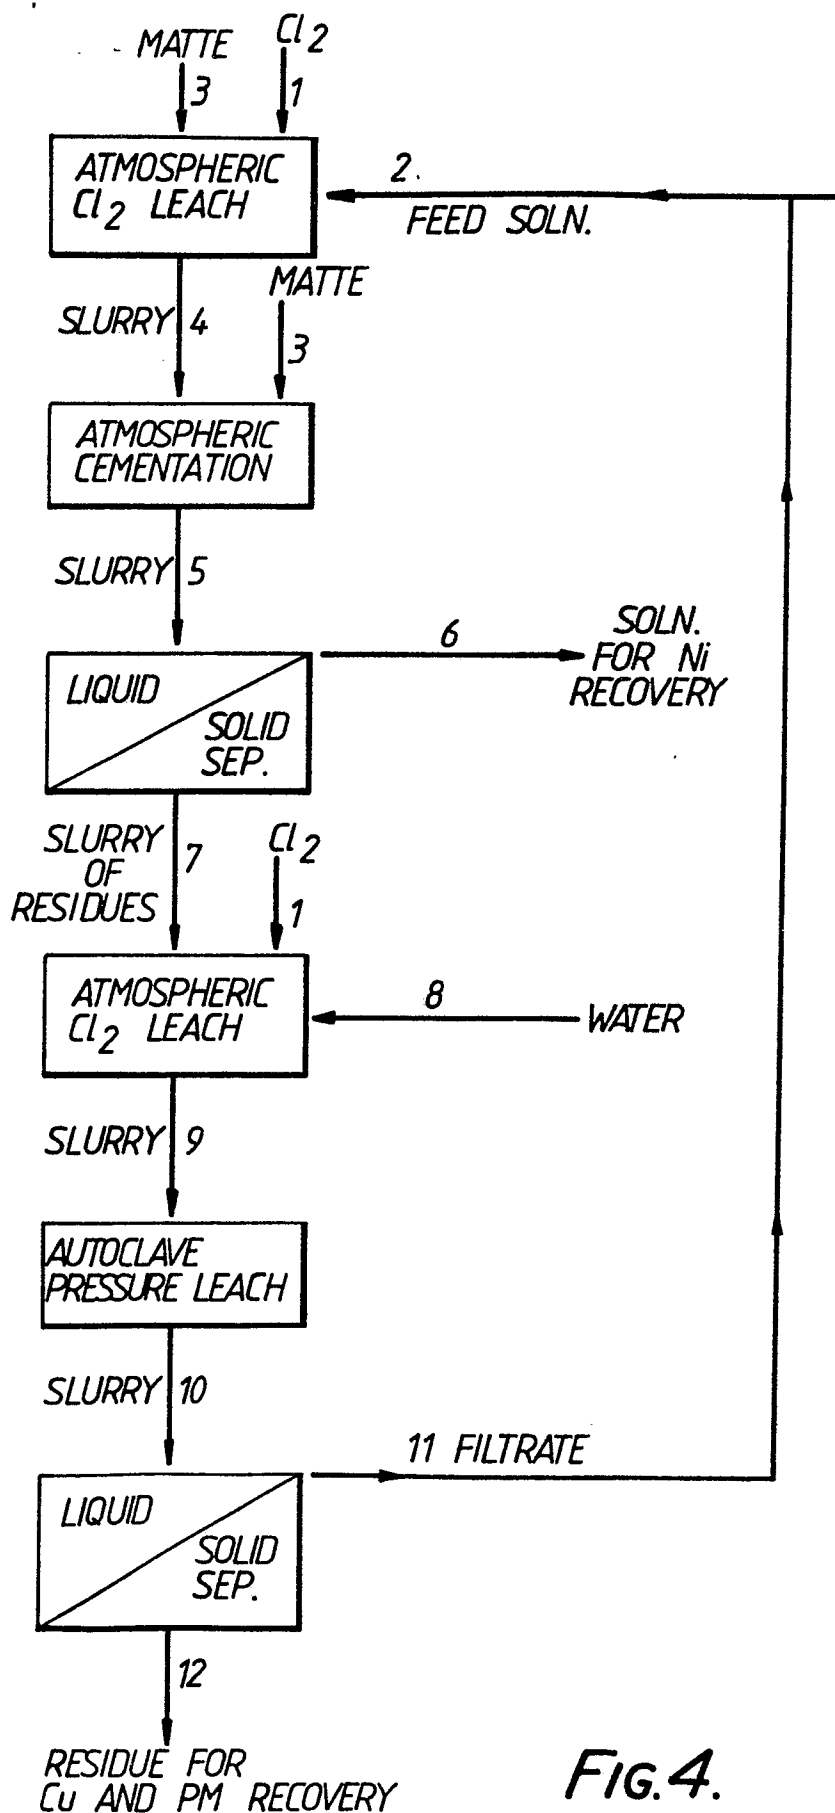 MATTE
Cl2
3
1
ATMOSPHERIC
Cl2 LEACH
2.
FEED SOLN.
MATTE
SLURRY 4
3
ATMOSPHERIC
CEMENTATION
SLURRY 5
LIQUID
SOLID
SEP.
6
SOLN.
FOR Ni
RECOVERY
SLURRY
OF
RESIDUES
7
Cl2
1
ATMOSPHERIC
Cl2 LEACH
8
WATER
SLURRY 9
AUTOCLAVE
PRESSURE LEACH
SLURRY 10
11 FILTRATE
LIQUID
SOLID
SEP.
12
RESIDUE FOR
Cu AND PM RECOVERY
FIG.4.